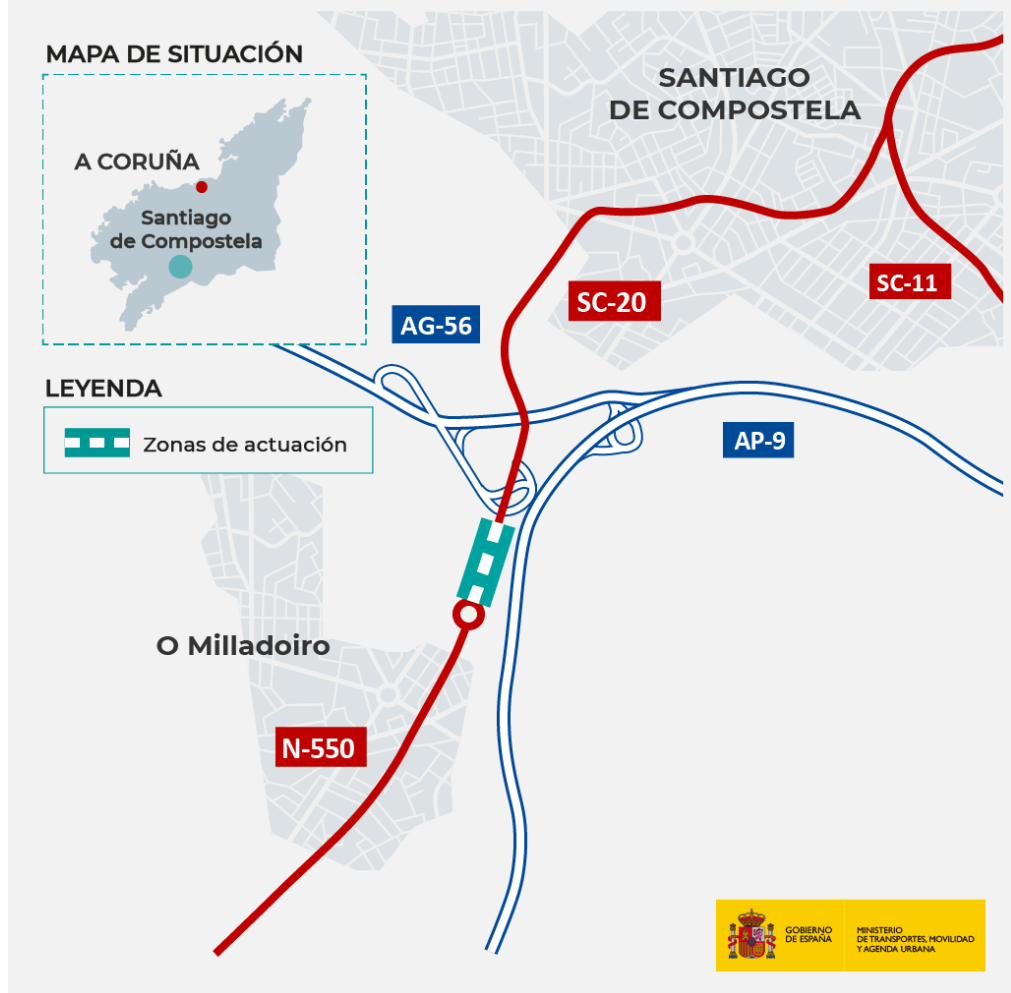 MAPA DE SITUACIÓN
A CORUÑA
Santiago
de Compostela
SANTIAGO
DE COMPOSTELA
SC-20
SC-11
AG-56
AP-9
LEYENDA
Zonas de actuación
O Milladoiro
N-550
GOBIERNO
DE ESPAÑA
MINISTERIO
DE TRANSPORTES, MOVILIDAD
Y AGENDA URBANA